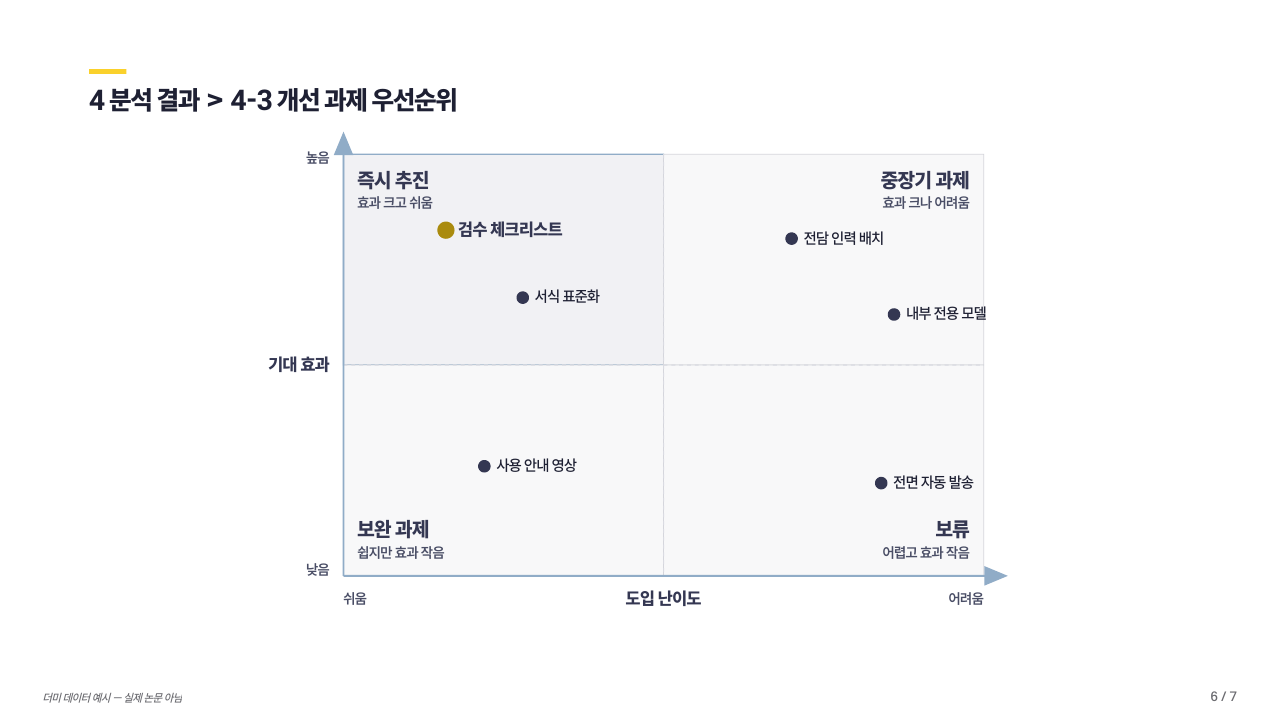 4 분석 결과 > 4-3 개선 과제 우선순위
높음
즉시 추진
효과 크고 쉬움
중장기 과제
효과 크나 어려움
검수 체크리스트
전담 인력 배치
서식 표준화
내부 전용 모델
기대 효과
사용 안내 영상
전면 자동 발송
보완 과제
쉽지만 효과 작음
보류
어렵고 효과 작음
낮음
쉬움
도입 난이도
어려움
더미 데이터 예시 — 실제 논문 아님
6 / 7